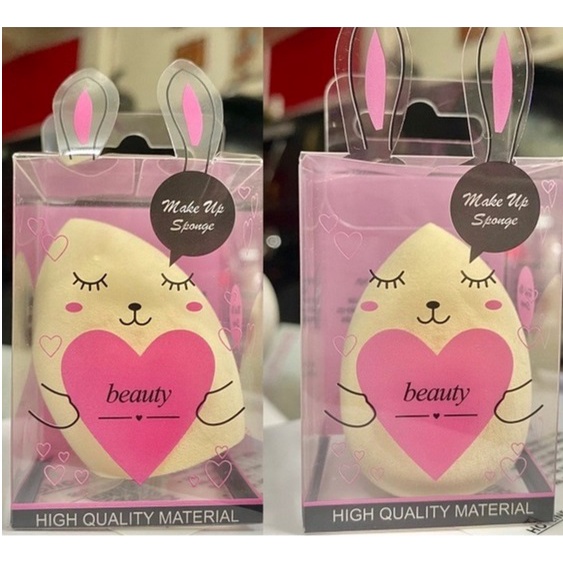 Make Up
Sponge
beauty
HIGH QUALITY MATERIAL
Make Up
Sponge
beauty
HIGH QUALITY MATERIAL